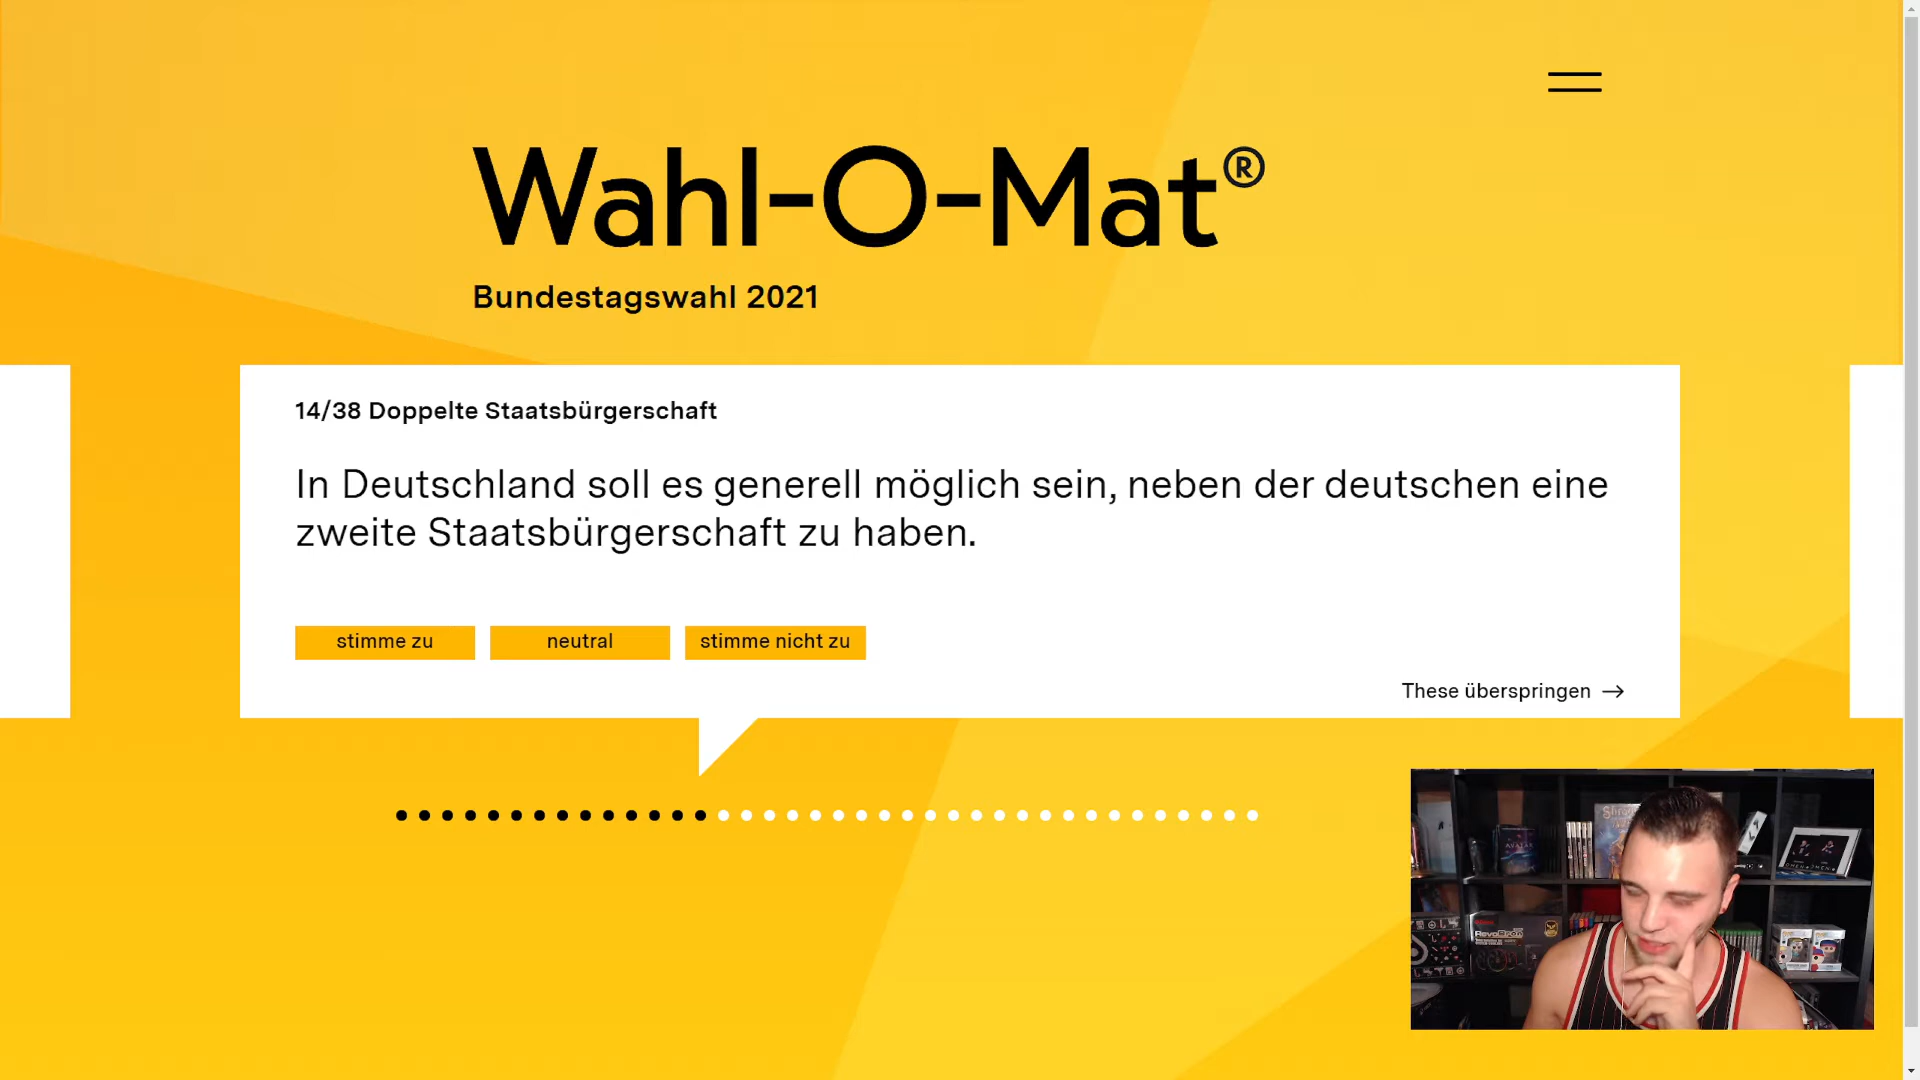 Wahl-O-Mat®
Bundestagswahl 2021
14/38 Doppelte Staatsbürgerschaft
In Deutschland soll es generell möglich sein, neben der deutschen eine
zweite Staatsbürgerschaft zu haben.
stimme zu
neutral
stimme nicht zu
These überspringen →
AVATAR